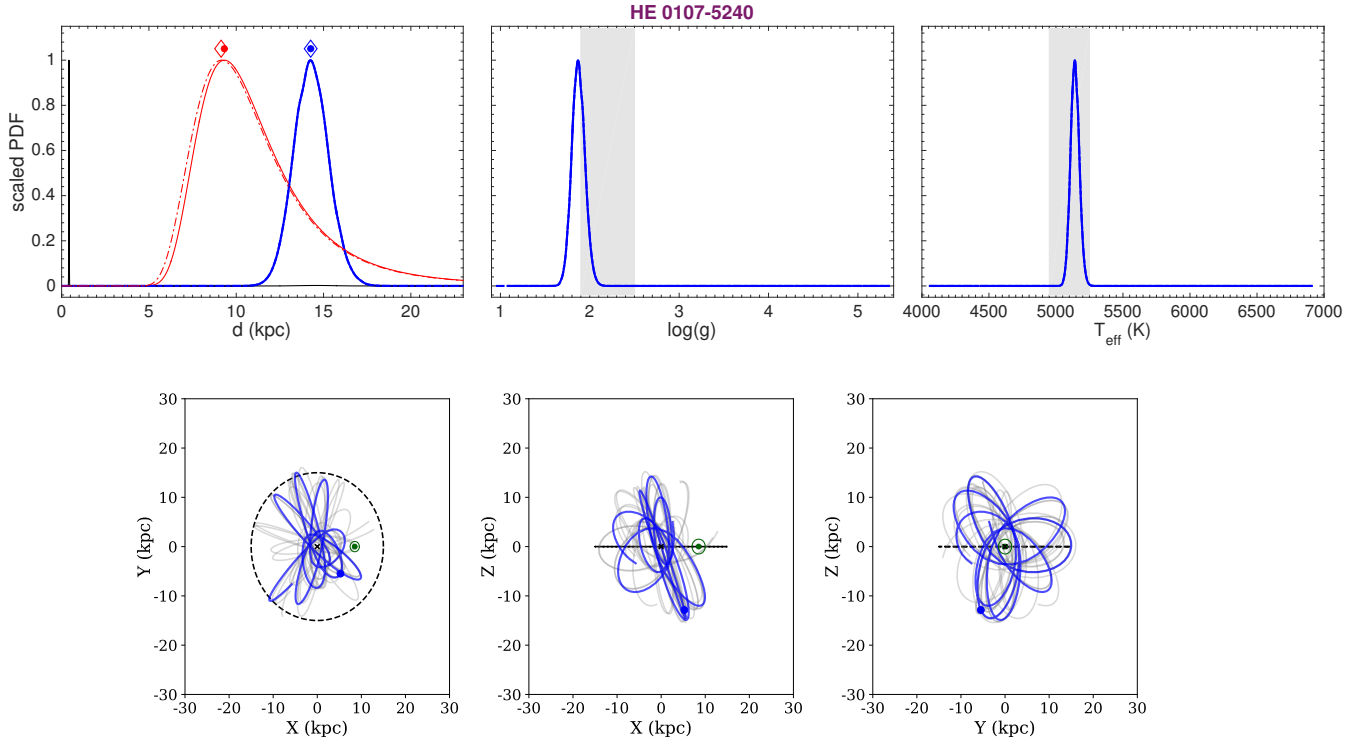 HE 0107-5240
scaled PDF
1
0.8
0.6
0.4
0.2
0
0 5 10 15 20
d (kpc)
1 2 3 4 5
log(g)
4000 4500 5000 5500 6000 6500 7000
T_eff (K)
30
20
10
0
-10
-20
-30
Y (kpc)
-30 -20 -10 0 10 20 30
X (kpc)
30
20
10
0
-10
-20
-30
Z (kpc)
-30 -20 -10 0 10 20 30
X (kpc)
30
20
10
0
-10
-20
-30
Z (kpc)
-30 -20 -10 0 10 20 30
Y (kpc)